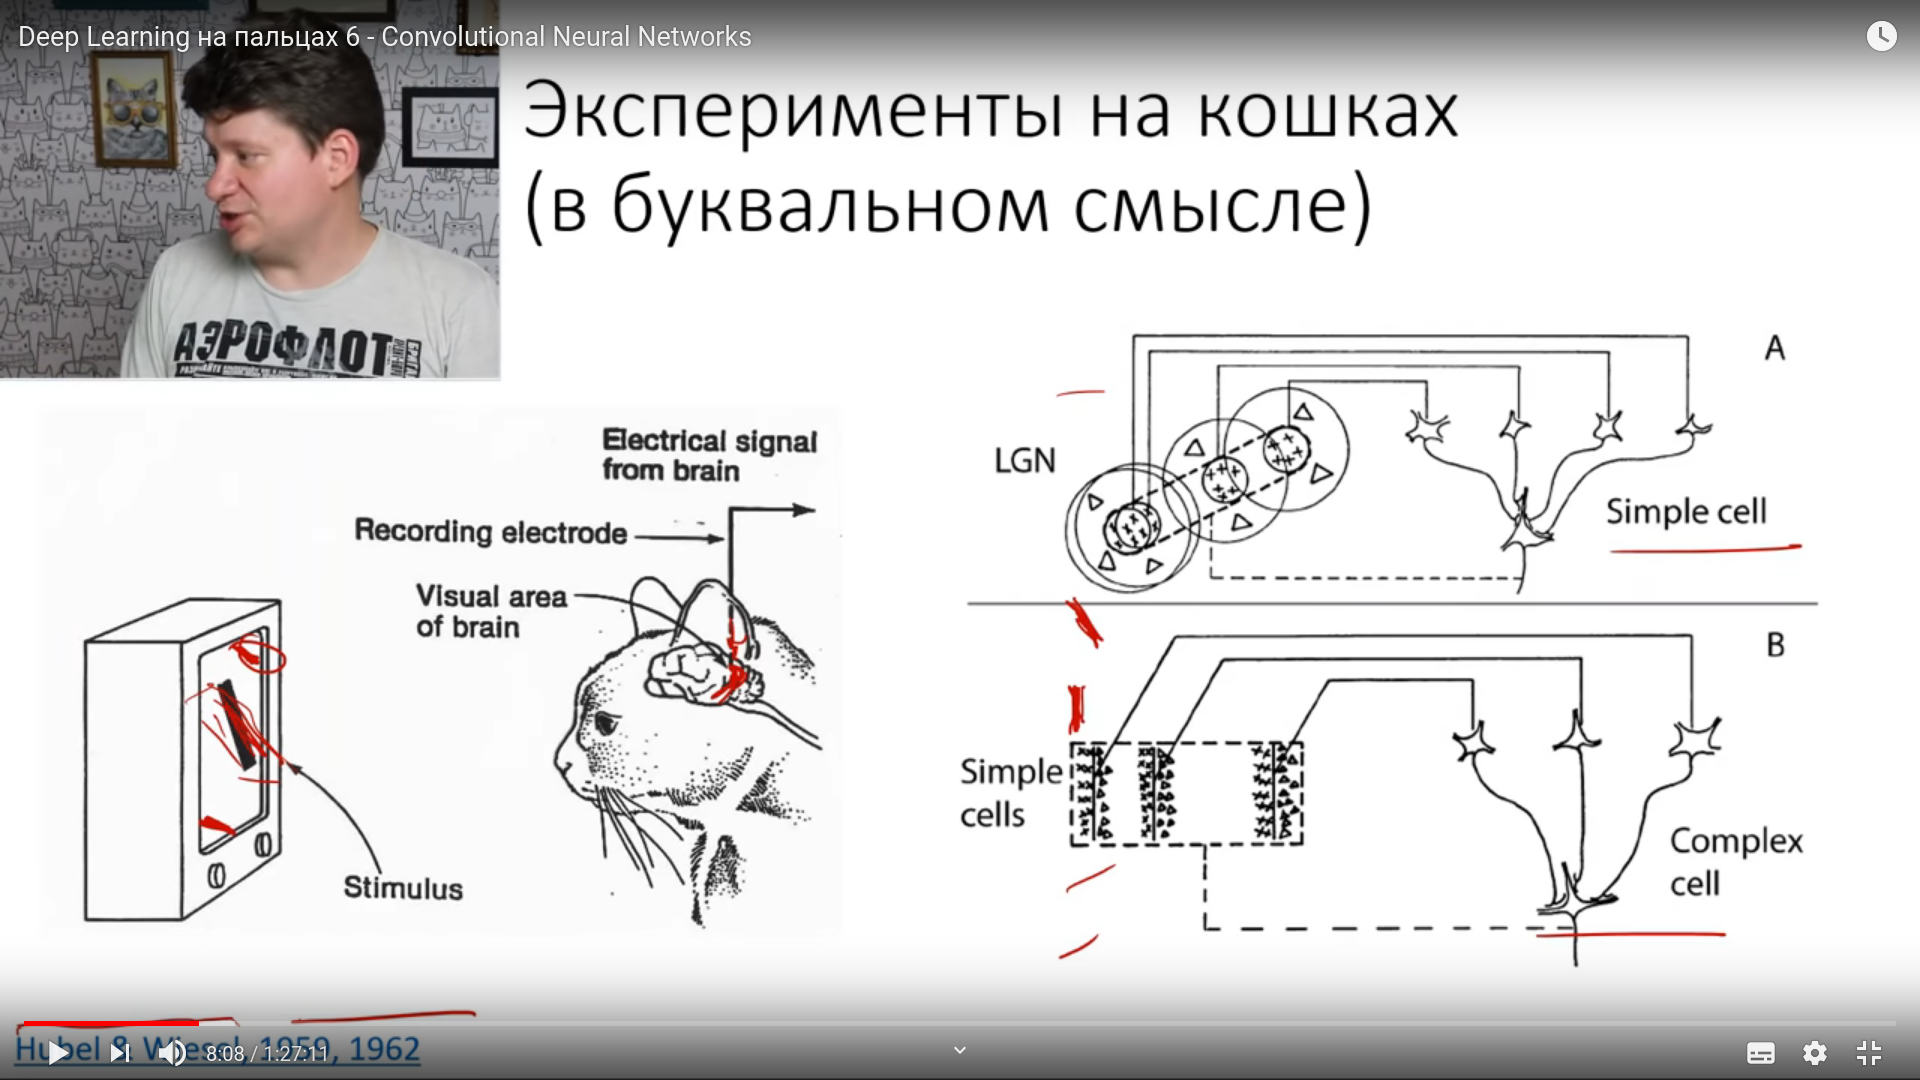 Deep Learning на пальцах 6 - Convolutional Neural Networks
Эксперименты на кошках
(в буквальном смысле)
АЭРОФЛОТ
Electrical signal
from brain
Recording electrode
Visual area
of brain
Stimulus
A
LGN
Simple cell
B
Simple
cells
Complex
cell
Hubel & Wiesel, 1959, 1962
8:08 / 1:27:11